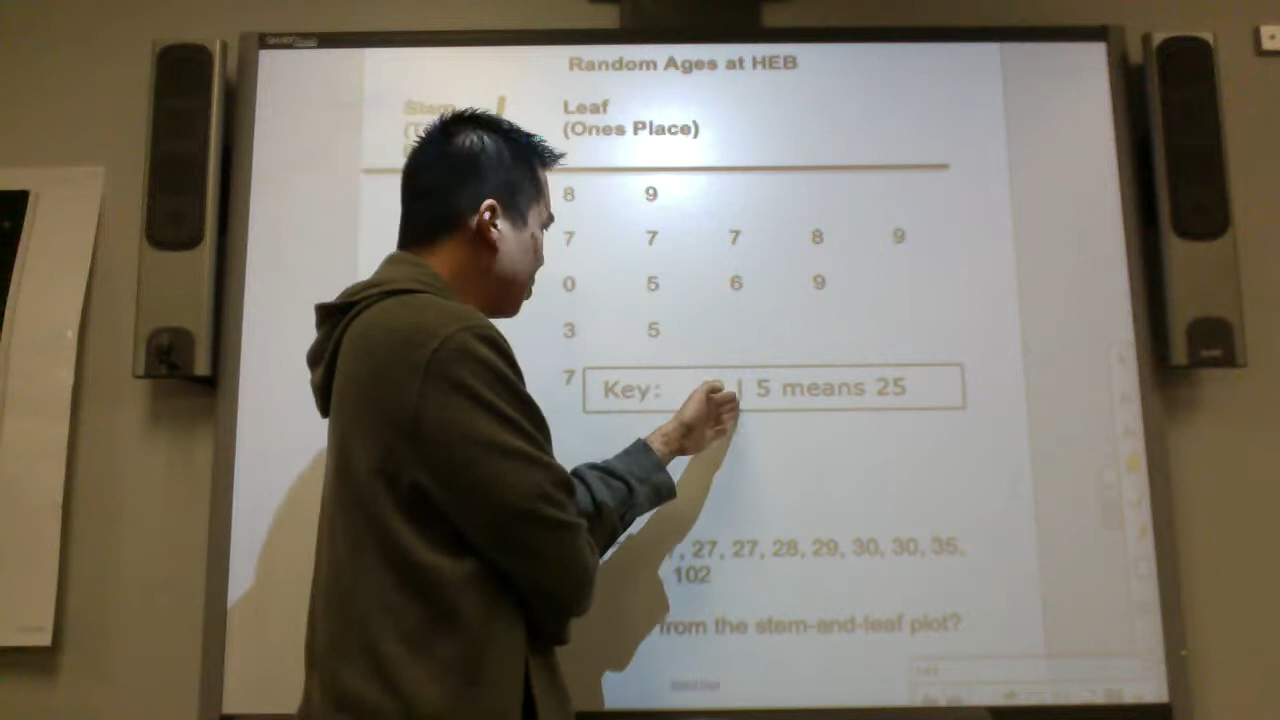 SMART
Random Ages at HEB
Stem Leaf
(Ones Place)
8 9
7 7 7 8 9
0 5 6 9
3 5
7
Key: | 5 means 25
, 27, 27, 28, 29, 30, 30, 35,
102
from the stem-and-leaf plot?